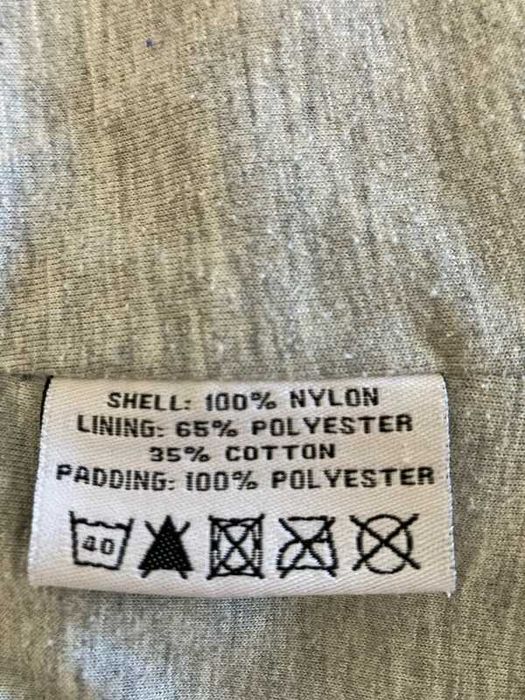 SHELL: 100% NYLON
LINING: 65% POLYESTER
35% COTTON
PADDING: 100% POLYESTER
40